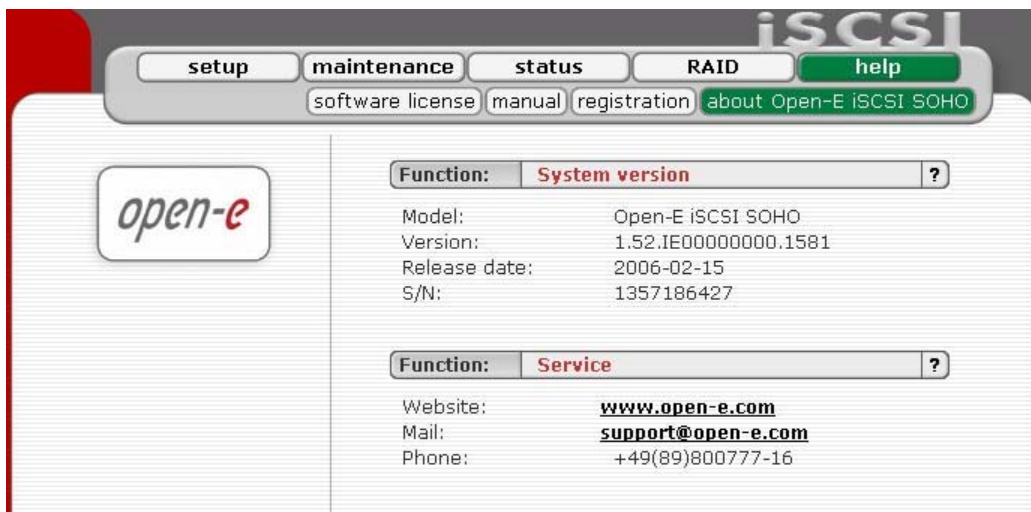 iSCSI
setup maintenance status RAID help
software license manual registration about Open-E iSCSI SOHO
open-e
Function: System version ?
Model: Open-E iSCSI SOHO
Version: 1.52.IE00000000.1581
Release date: 2006-02-15
S/N: 1357186427
Function: Service ?
Website: www.open-e.com
Mail: support@open-e.com
Phone: +49(89)800777-16